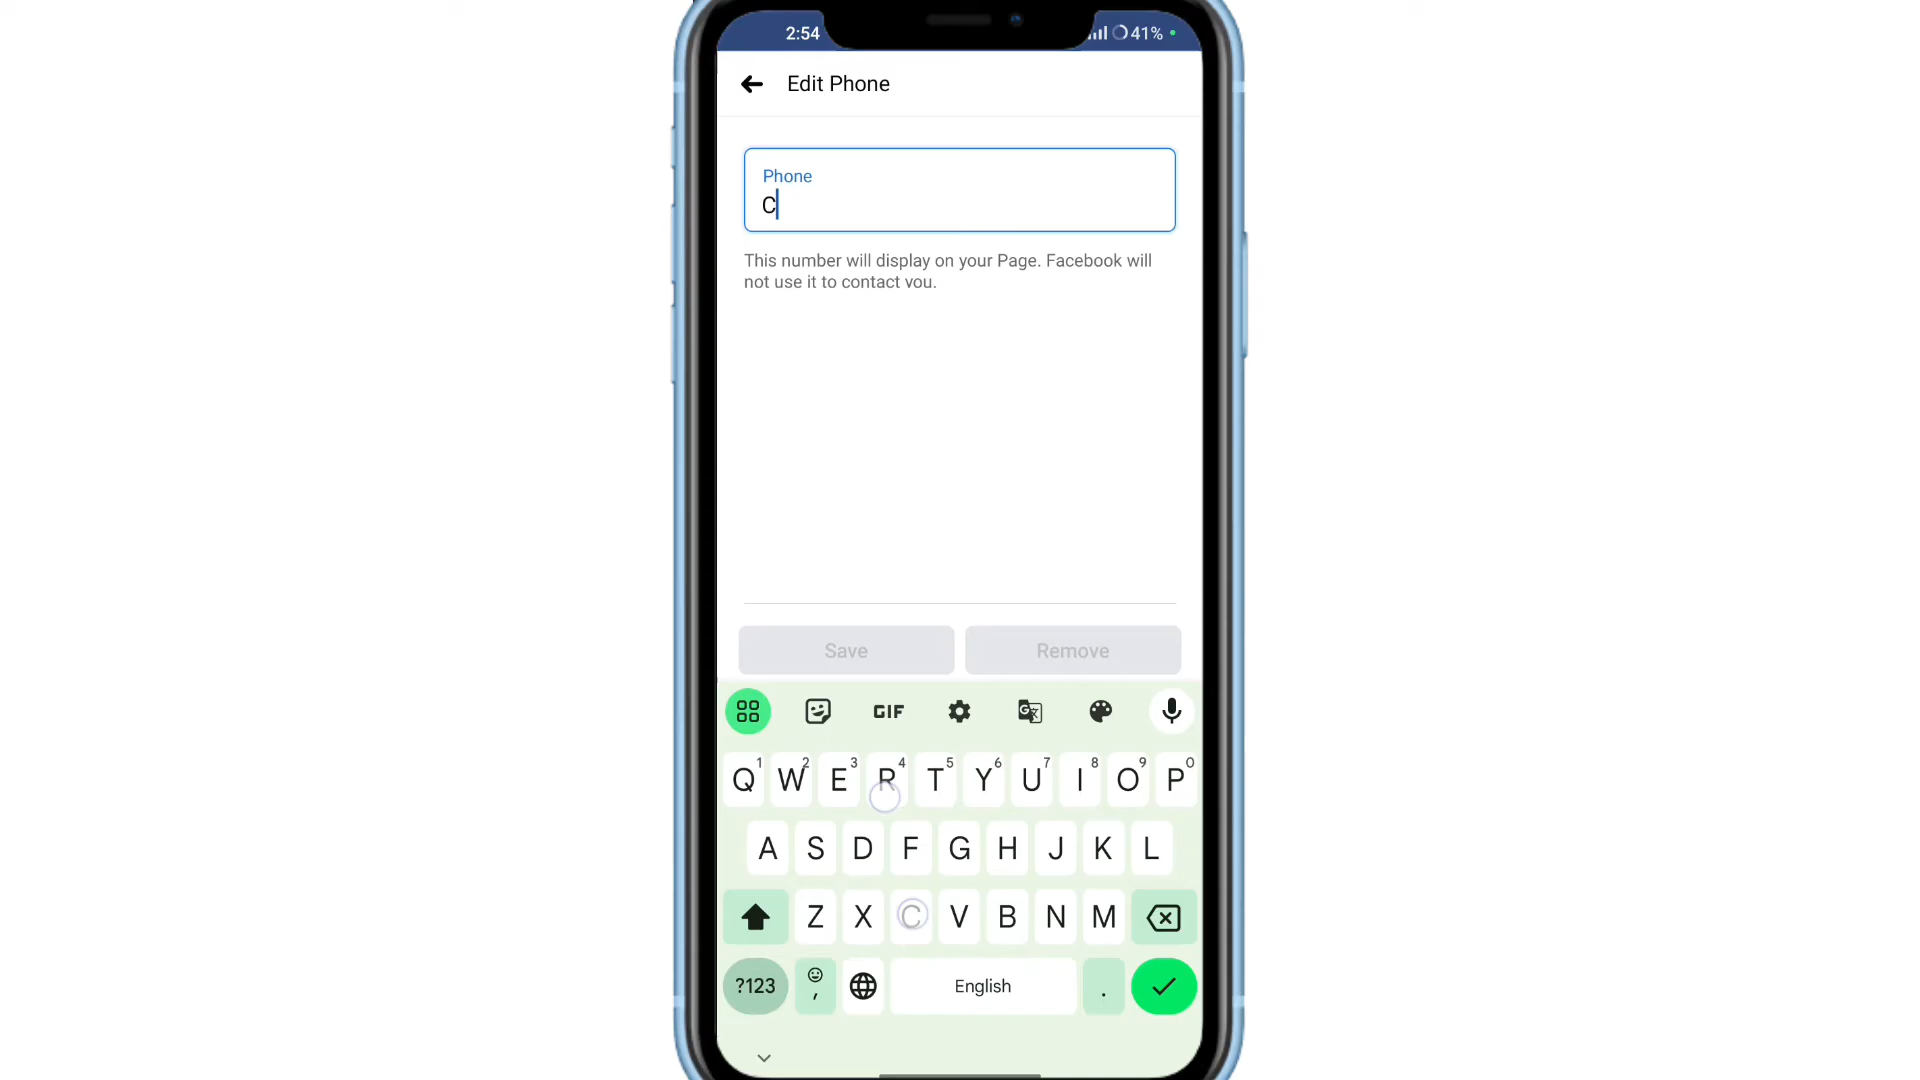 2:54
41%
Edit Phone
Phone
C
This number will display on your Page. Facebook will
not use it to contact you.
Save Remove
GIF
Q1 W2 E3 R4 T5 Y6 U7 I8 O9 P0
A S D F G H J K L
Z X C V B N M
?123 , English .